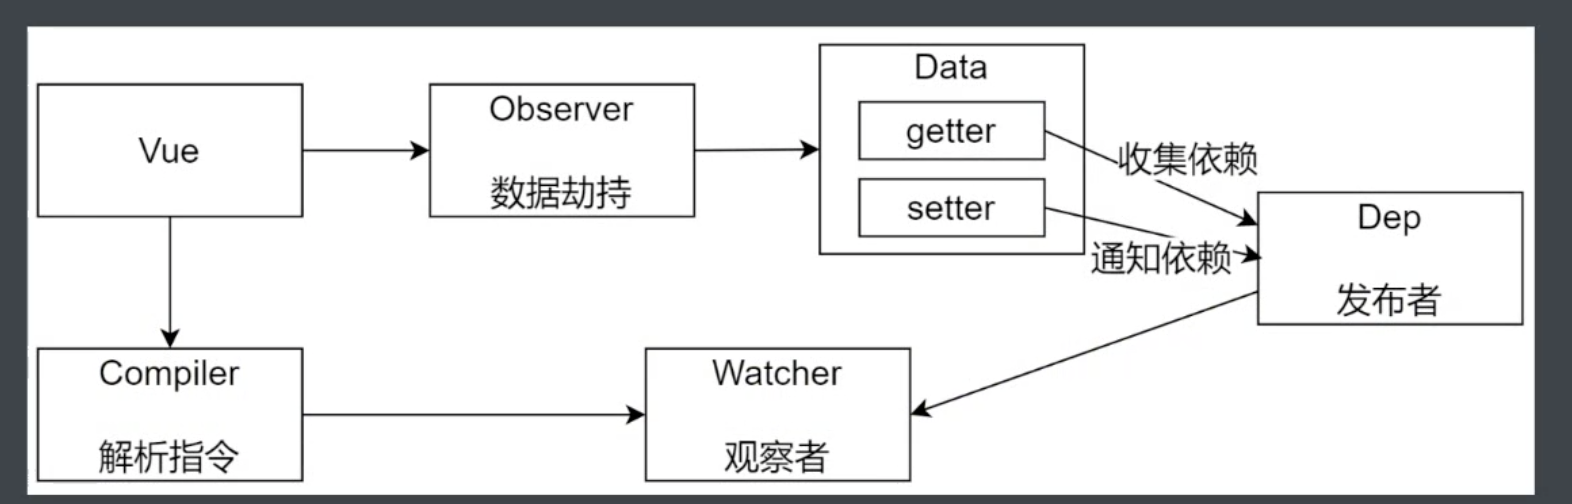 Vue
Observer
数据劫持
Data
getter
setter
收集依赖
通知依赖
Dep
发布者
Compiler
解析指令
Watcher
观察者